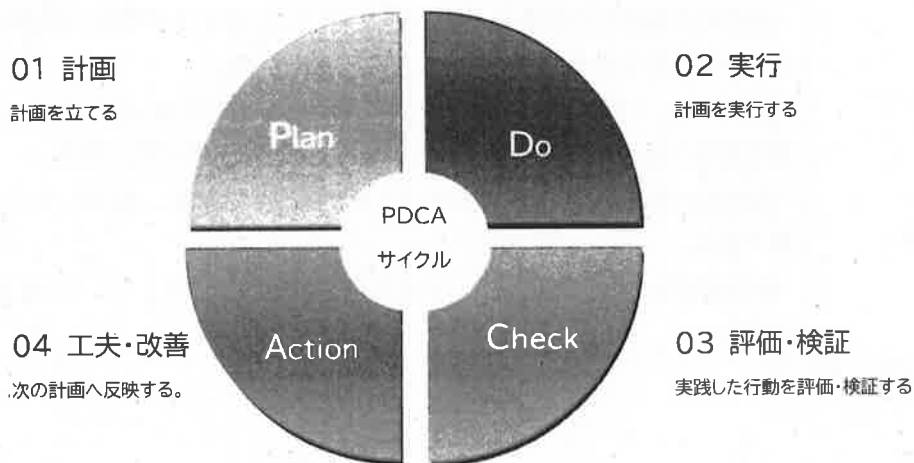 01 計画
計画を立てる
Plan
02 実行
計画を実行する
Do
PDCA
サイクル
03 評価・検証
実践した行動を評価・検証する
Check
04 工夫・改善
次の計画へ反映する。
Action